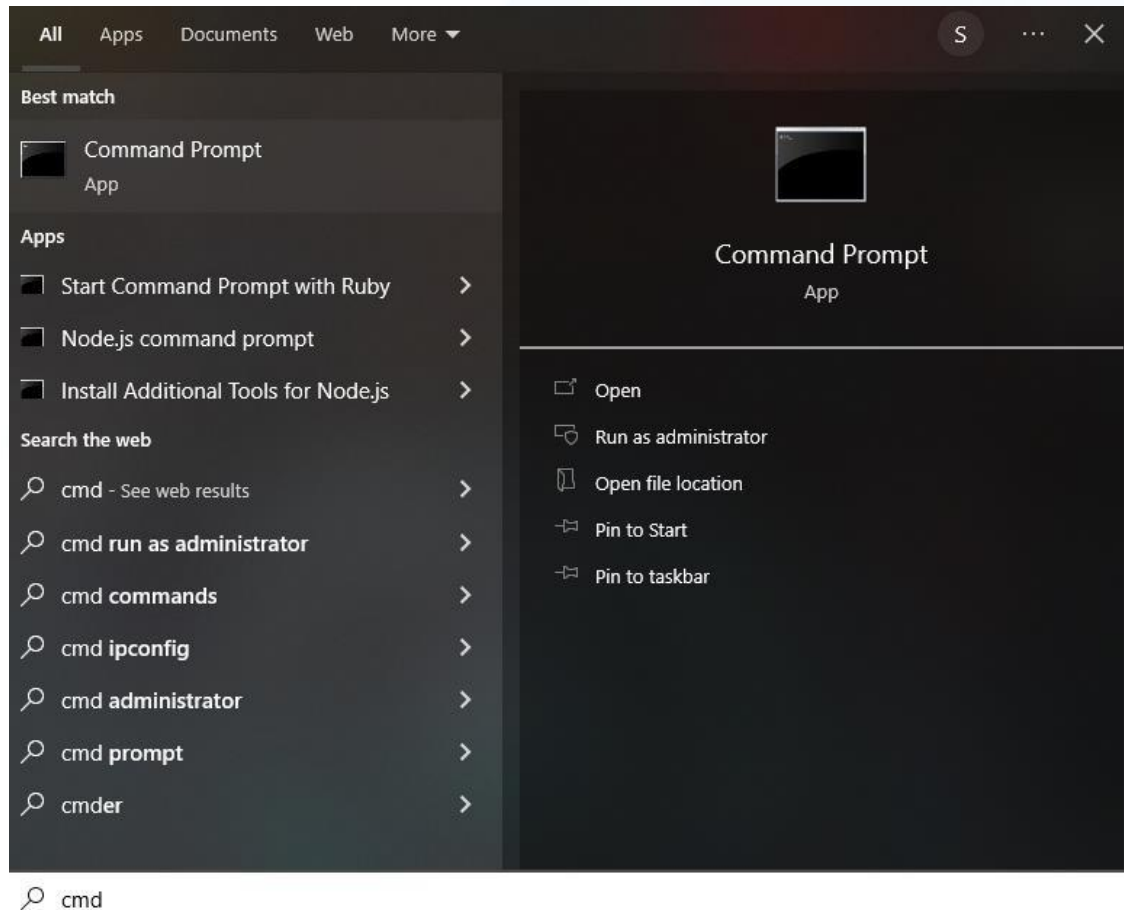 All Apps Documents Web More S ...
Best match
Command Prompt
App
Apps
Start Command Prompt with Ruby
Node.js command prompt
Install Additional Tools for Node.js
Search the web
cmd - See web results
cmd run as administrator
cmd commands
cmd ipconfig
cmd administrator
cmd prompt
cmder
Command Prompt
App
Open
Run as administrator
Open file location
Pin to Start
Pin to taskbar
cmd